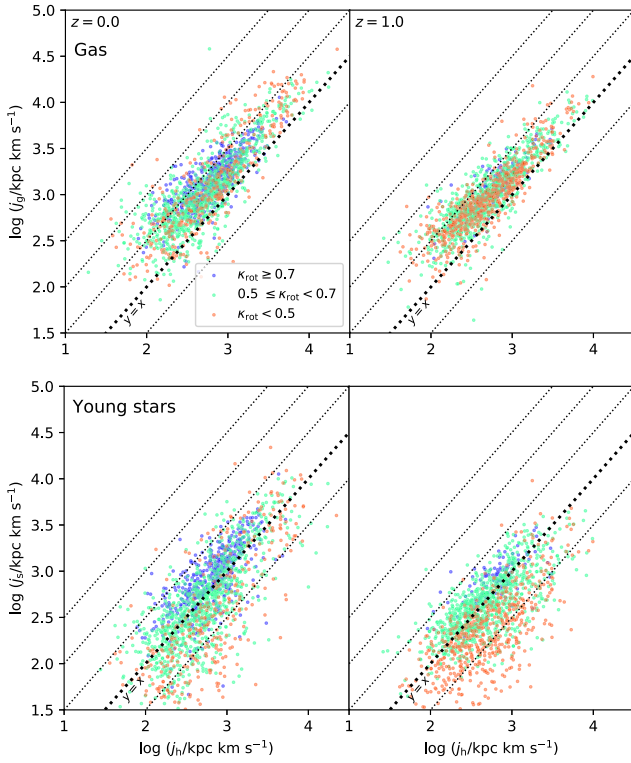 z = 0.0
z = 1.0
Gas
5.0
4.5
4.0
3.5
3.0
2.5
2.0
1.5
log (j_g/kpc km s⁻¹)
κ_rot ≥ 0.7
0.5 ≤ κ_rot < 0.7
κ_rot < 0.5
y = x
y = x
1 2 3 4 1 2 3 4
Young stars
5.0
4.5
4.0
3.5
3.0
2.5
2.0
1.5
log (j_s/kpc km s⁻¹)
y = x
y = x
1 2 3 4 1 2 3 4
log (j_h/kpc km s⁻¹)
log (j_h/kpc km s⁻¹)